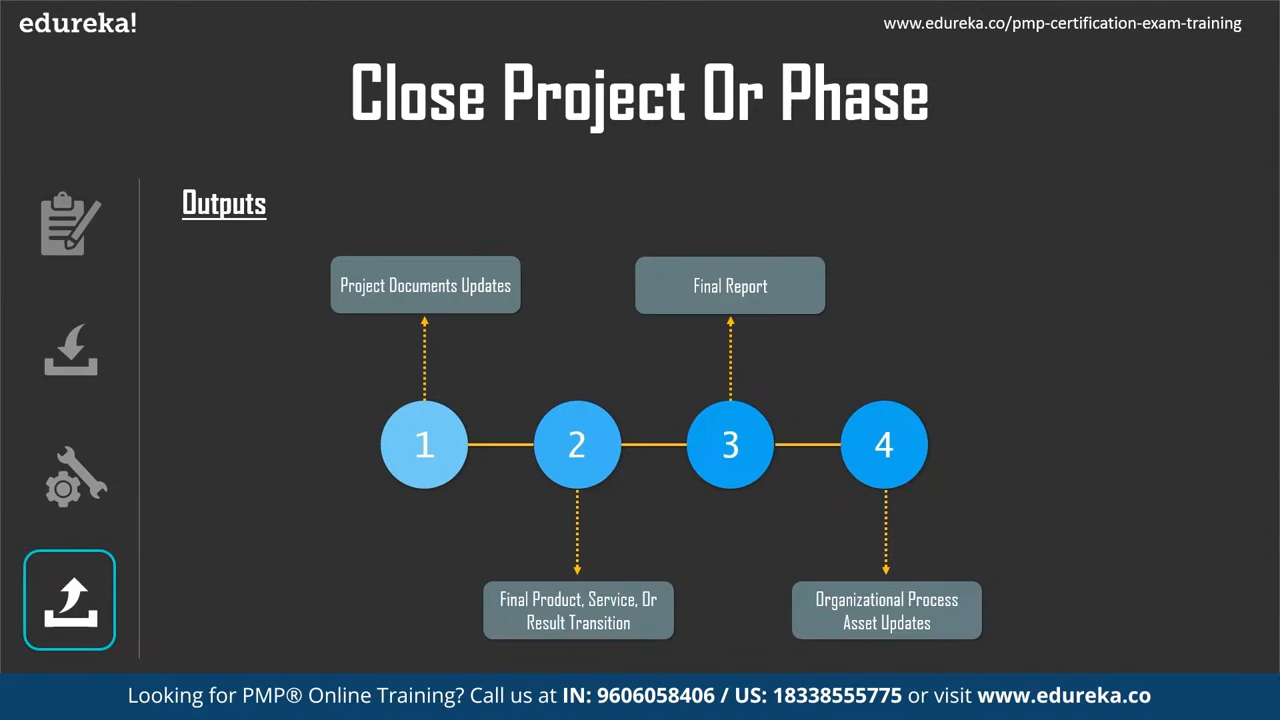 edureka!
www.edureka.co/pmp-certification-exam-training
Close Project Or Phase
Outputs
Project Documents Updates
Final Report
1
2
3
4
Final Product, Service, Or
Result Transition
Organizational Process
Asset Updates
Looking for PMP® Online Training? Call us at IN: 9606058406 / US: 18338555775 or visit www.edureka.co